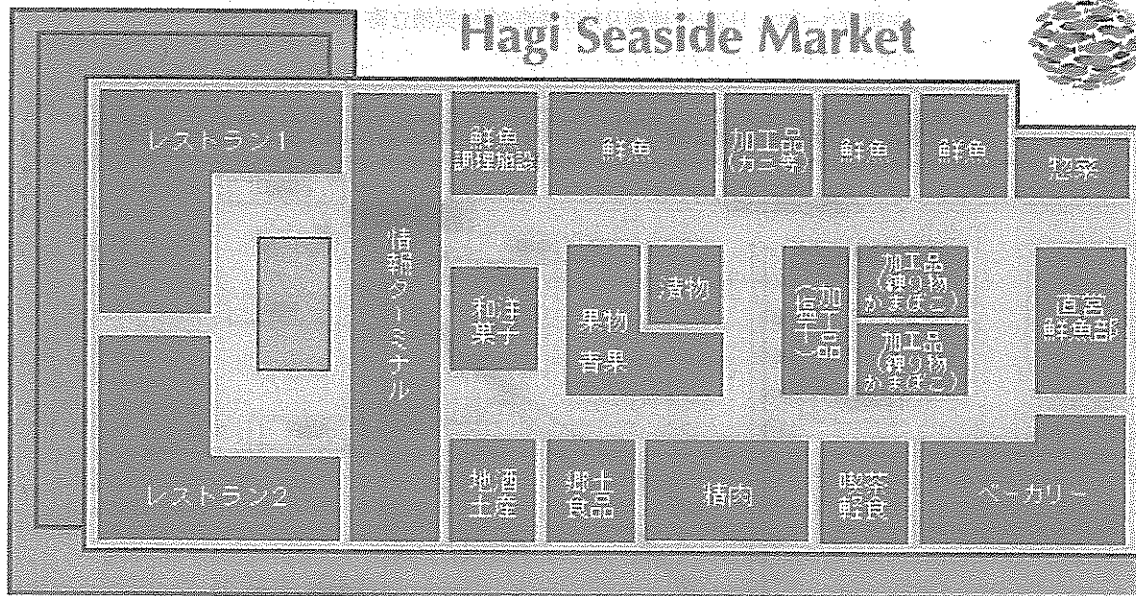 Hagi Seaside Market
レストラン1
情報ターミナル
鮮魚
調理施設
鮮魚
加工品
(カニ等)
鮮魚
鮮魚
惣菜
和洋
菓子
果物
青果
漬物
加工品
(塩干)
加工品
(練り物
かまぼこ)
加工品
(練り物
かまぼこ)
直営
鮮魚部
レストラン2
地酒
土産
郷土
食品
精肉
喫茶
軽食
ベーカリー